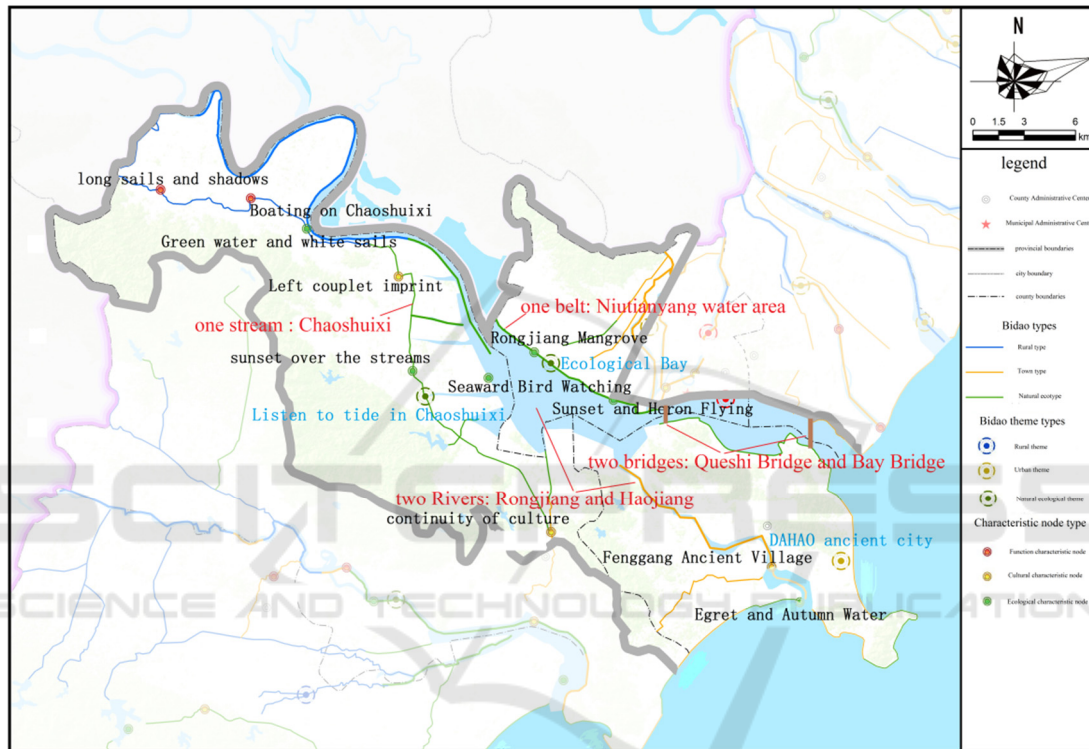 long sails and shadows
Boating on Chaoshuixi
Green water and white sails
Left couplet imprint
one stream : Chaoshuixi
sunset over the streams
Listen to tide in Chaoshuixi
one belt: Niutianyang water area
Rongjiang Mangrove
Ecological Bay
Seaward Bird Watching
Sunset and Heron Flying
two bridges: Queshi Bridge and Bay Bridge
two Rivers: Rongjiang and Haojiang
continuity of culture
DAHAO ancient city
Fenggang Ancient Village
Egret and Autumn Water
SCITEPRESS
SCIENCE AND TECHNOLOGY PUBLICATIONS
N
0 1.5 3 6
km
legend
County Administrative Cente
Municipal Administrative Cent
provincial boundaries
city boundary
county boundaries
Bidao types
Rural type
Town type
Natural ecotype
Bidao theme types
Rural theme
Urban theme
Natural ecological theme
Characteristic node type
Function characteristic node
Cultural characteristic node
Ecological characteristic node